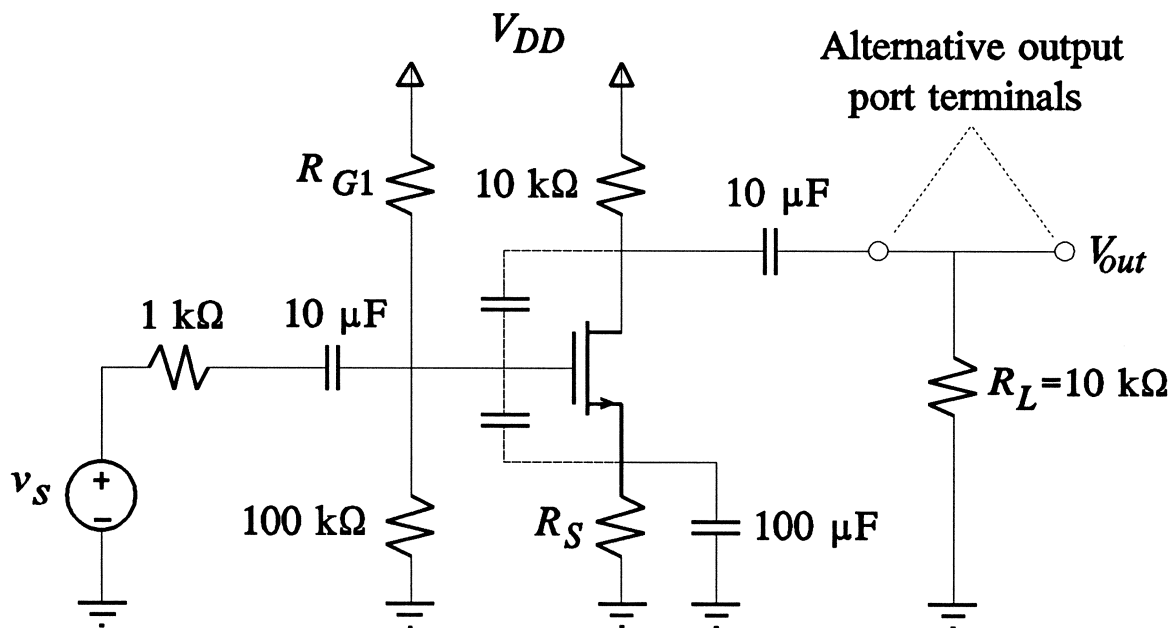 V_DD
Alternative output
port terminals
R_G1
10 kΩ
10 µF
V_out
1 kΩ
10 µF
R_L=10 kΩ
v_S
+
−
100 kΩ
R_S
100 µF